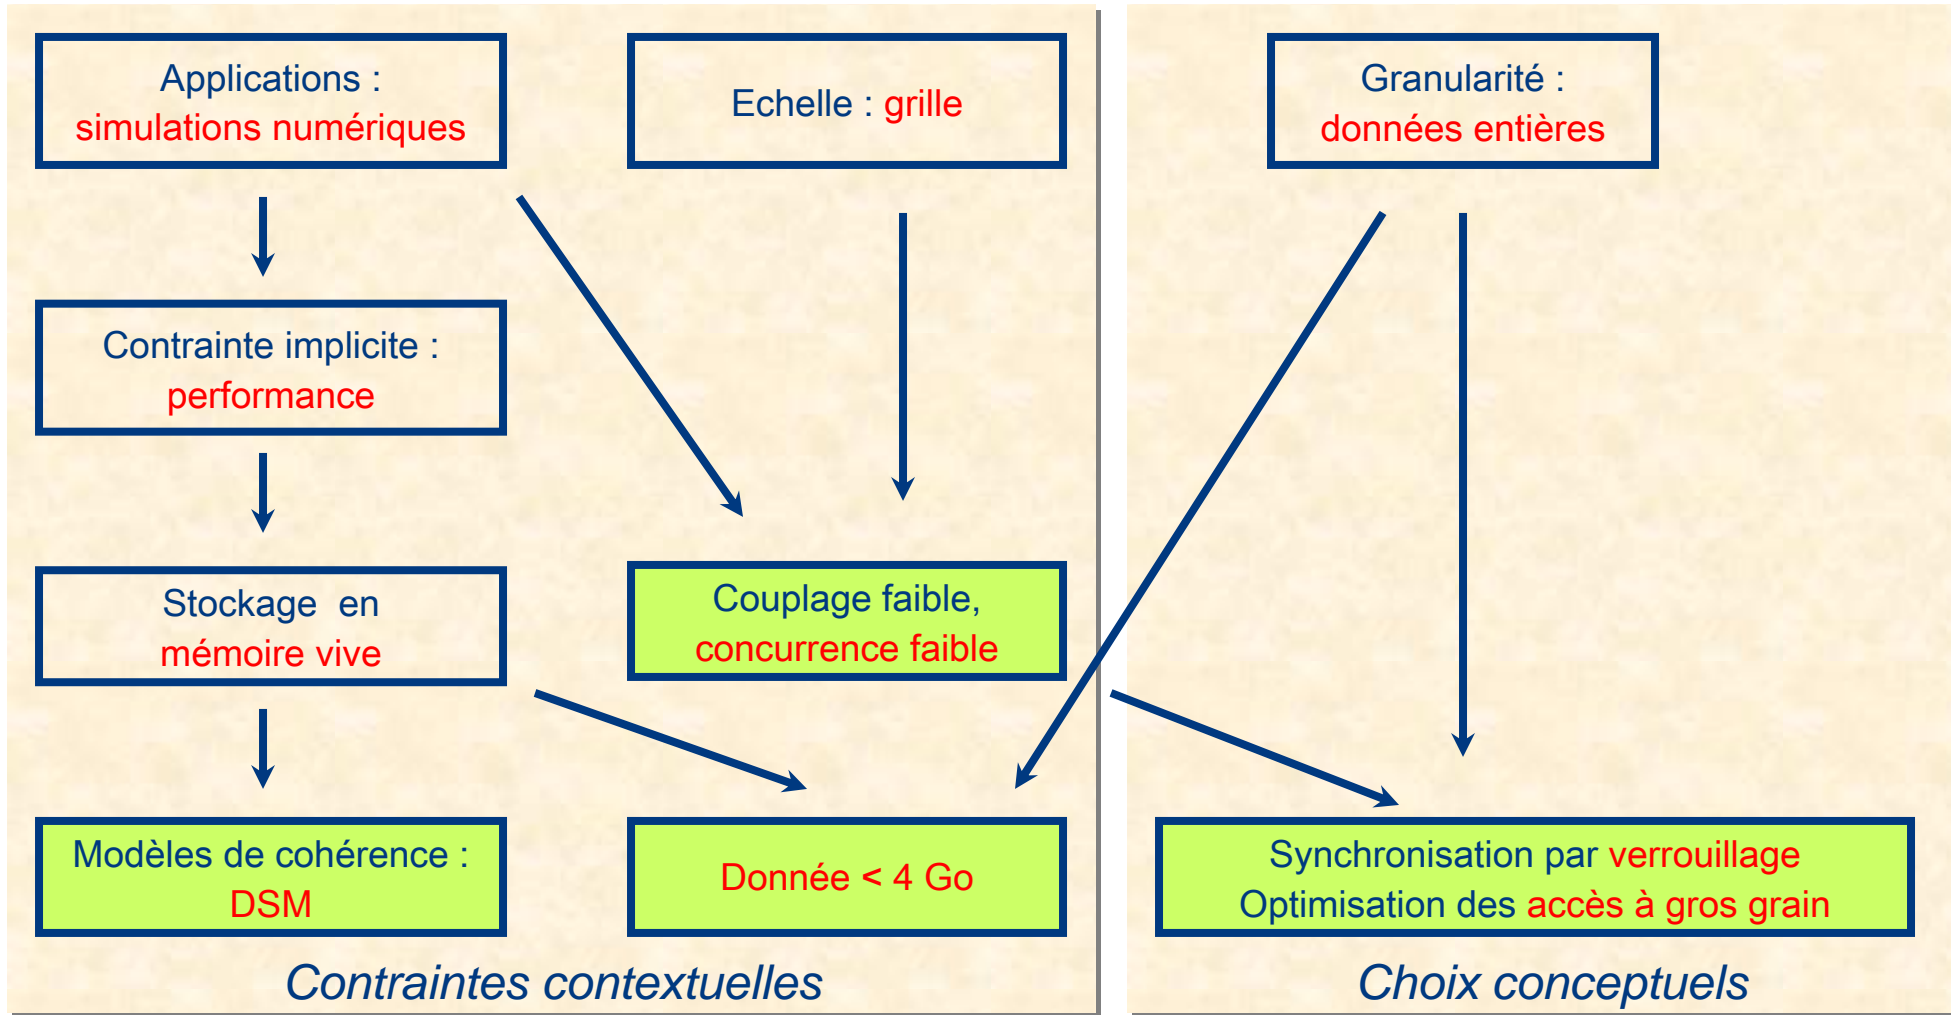 Applications :
simulations numériques
Echelle : grille
Granularité :
données entières
Contrainte implicite :
performance
Stockage en
mémoire vive
Couplage faible,
concurrence faible
Modèles de cohérence :
DSM
Donnée < 4 Go
Synchronisation par verrouillage
Optimisation des accès à gros grain
Contraintes contextuelles
Choix conceptuels